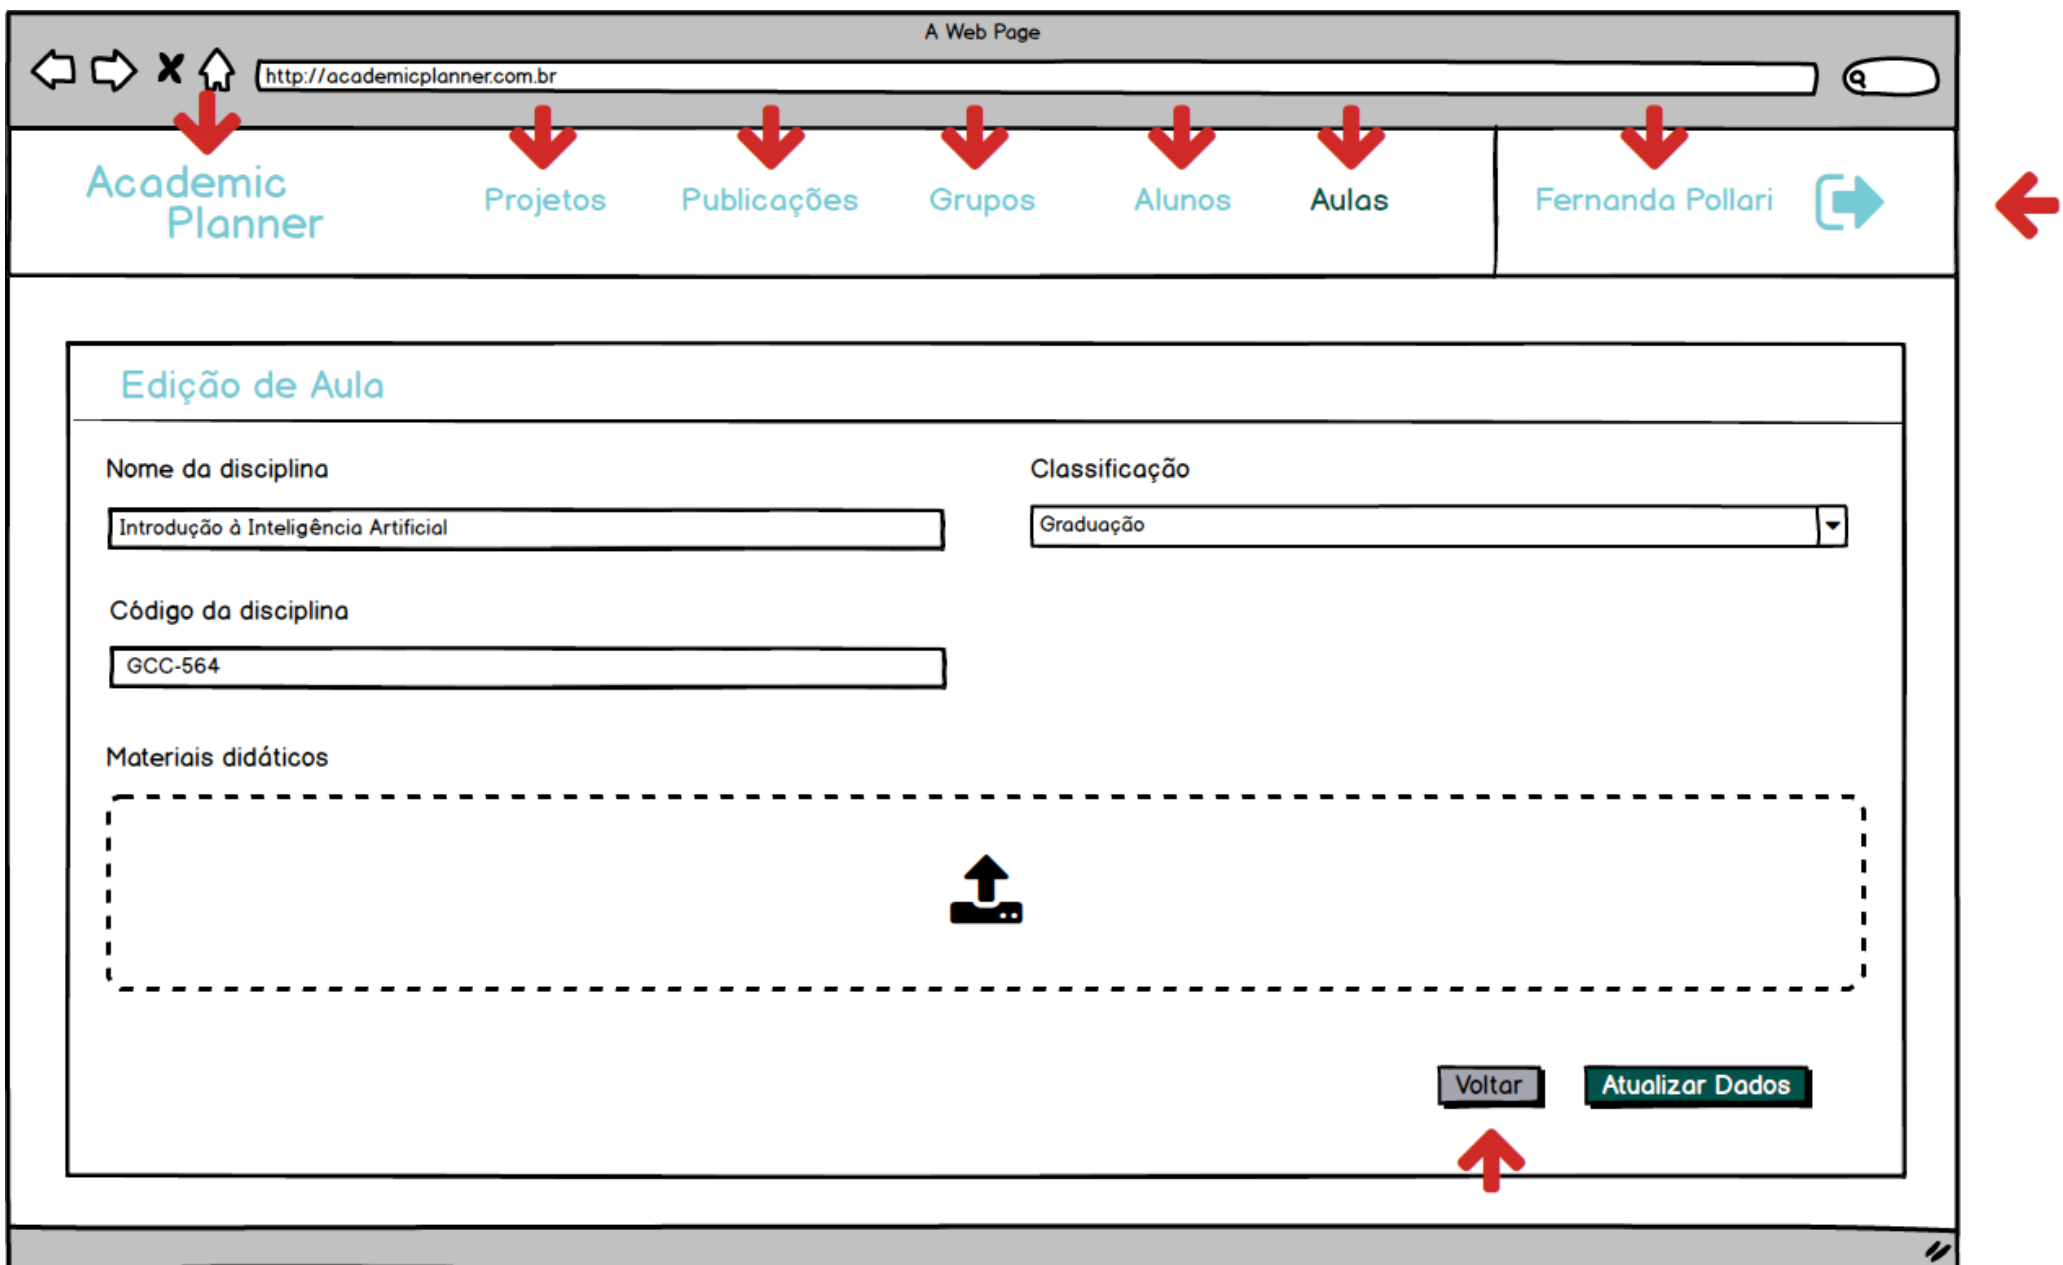 A Web Page
http://academicplanner.com.br
Academic
Planner
Projetos
Publicações
Grupos
Alunos
Aulas
Fernanda Pollari
Edição de Aula
Nome da disciplina
Classificação
Introdução à Inteligência Artificial
Graduação
Código da disciplina
GCC-564
Materiais didáticos
Voltar
Atualizar Dados